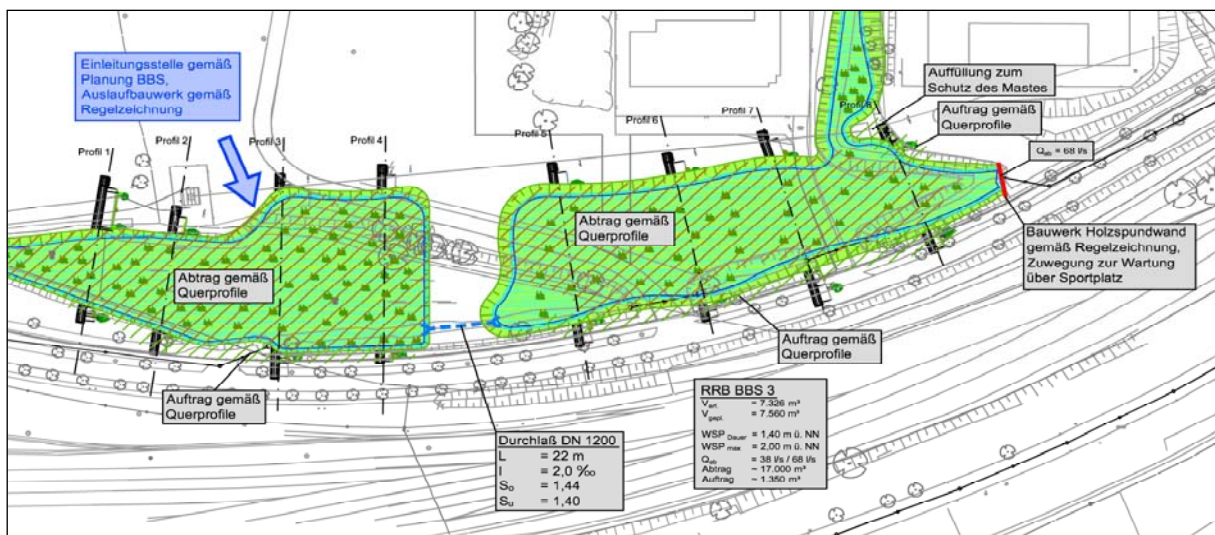 Einleitungsstelle gemäß
Planung BBS,
Auslaufbauwerk gemäß
Regelzeichnung
Profil 1
Profil 2
Profil 3
Profil 4
Profil 5
Profil 6
Profil 7
Profil 8
Auffüllung zum
Schutz des Mastes
Auftrag gemäß
Querprofile
Qab = 68 l/s
Bauwerk Holzspundwand
gemäß Regelzeichnung,
Zuwegung zur Wartung
über Sportplatz
Abtrag gemäß
Querprofile
Abtrag gemäß
Querprofile
Auftrag gemäß
Querprofile
Auftrag gemäß
Querprofile
Durchlaß DN 1200
L = 22 m
I = 2,0 ‰
So = 1,44
Su = 1,40
RRB BBS 3
Verf. = 7.326 m³
Vgepl. = 7.560 m³
WSP Dauer = 1,40 m ü. NN
WSP max = 2,00 m ü. NN
Qab = 38 l/s / 68 l/s
Abtrag ~ 17.000 m³
Auftrag ~ 1.350 m³